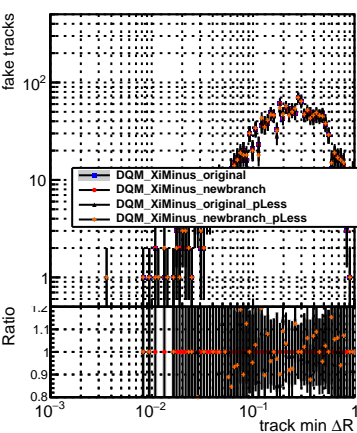 fake tracks
10²
10
1
DQM_XiMinus_original
DQM_XiMinus_newbranch
DQM_XiMinus_original_pLess
DQM_XiMinus_newbranch_pLess
Ratio
1.2
1.1
1
0.9
0.8
10⁻³ 10⁻² 10⁻¹ 1
track min ΔR